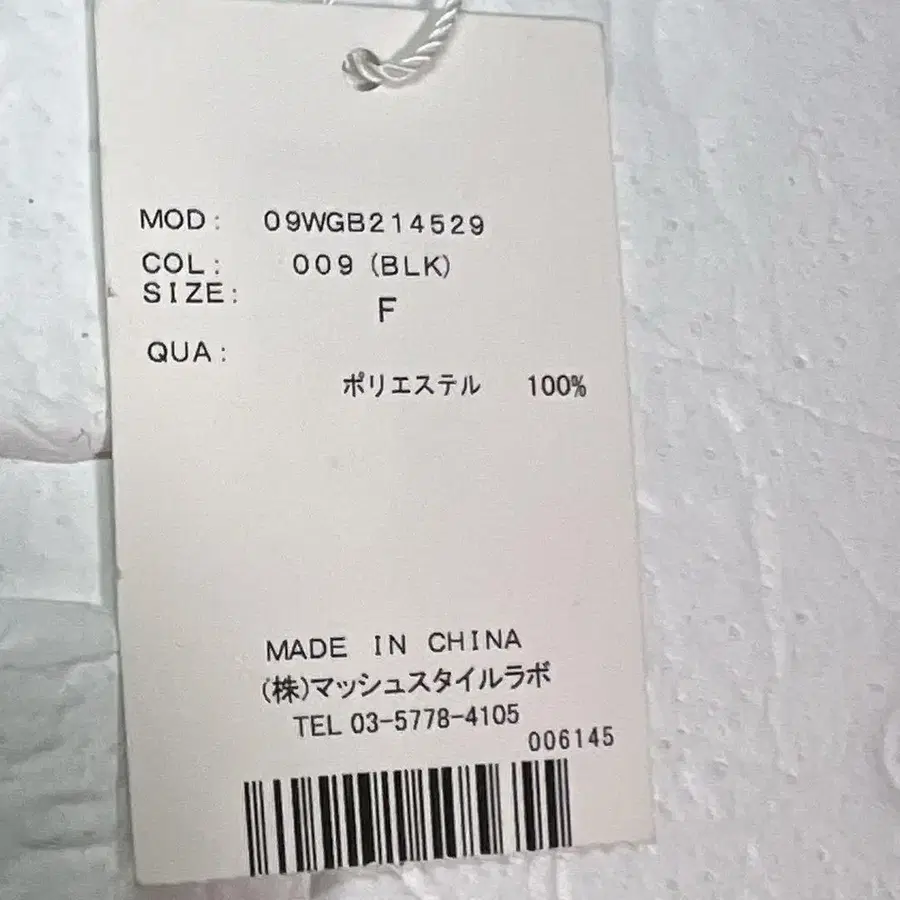 MOD: 09WGB214529
COL: 009 (BLK)
SIZE: F
QUA:
ポリエステル 100%
MADE IN CHINA
(株)マッシュスタイルラボ
TEL 03-5778-4105
006145